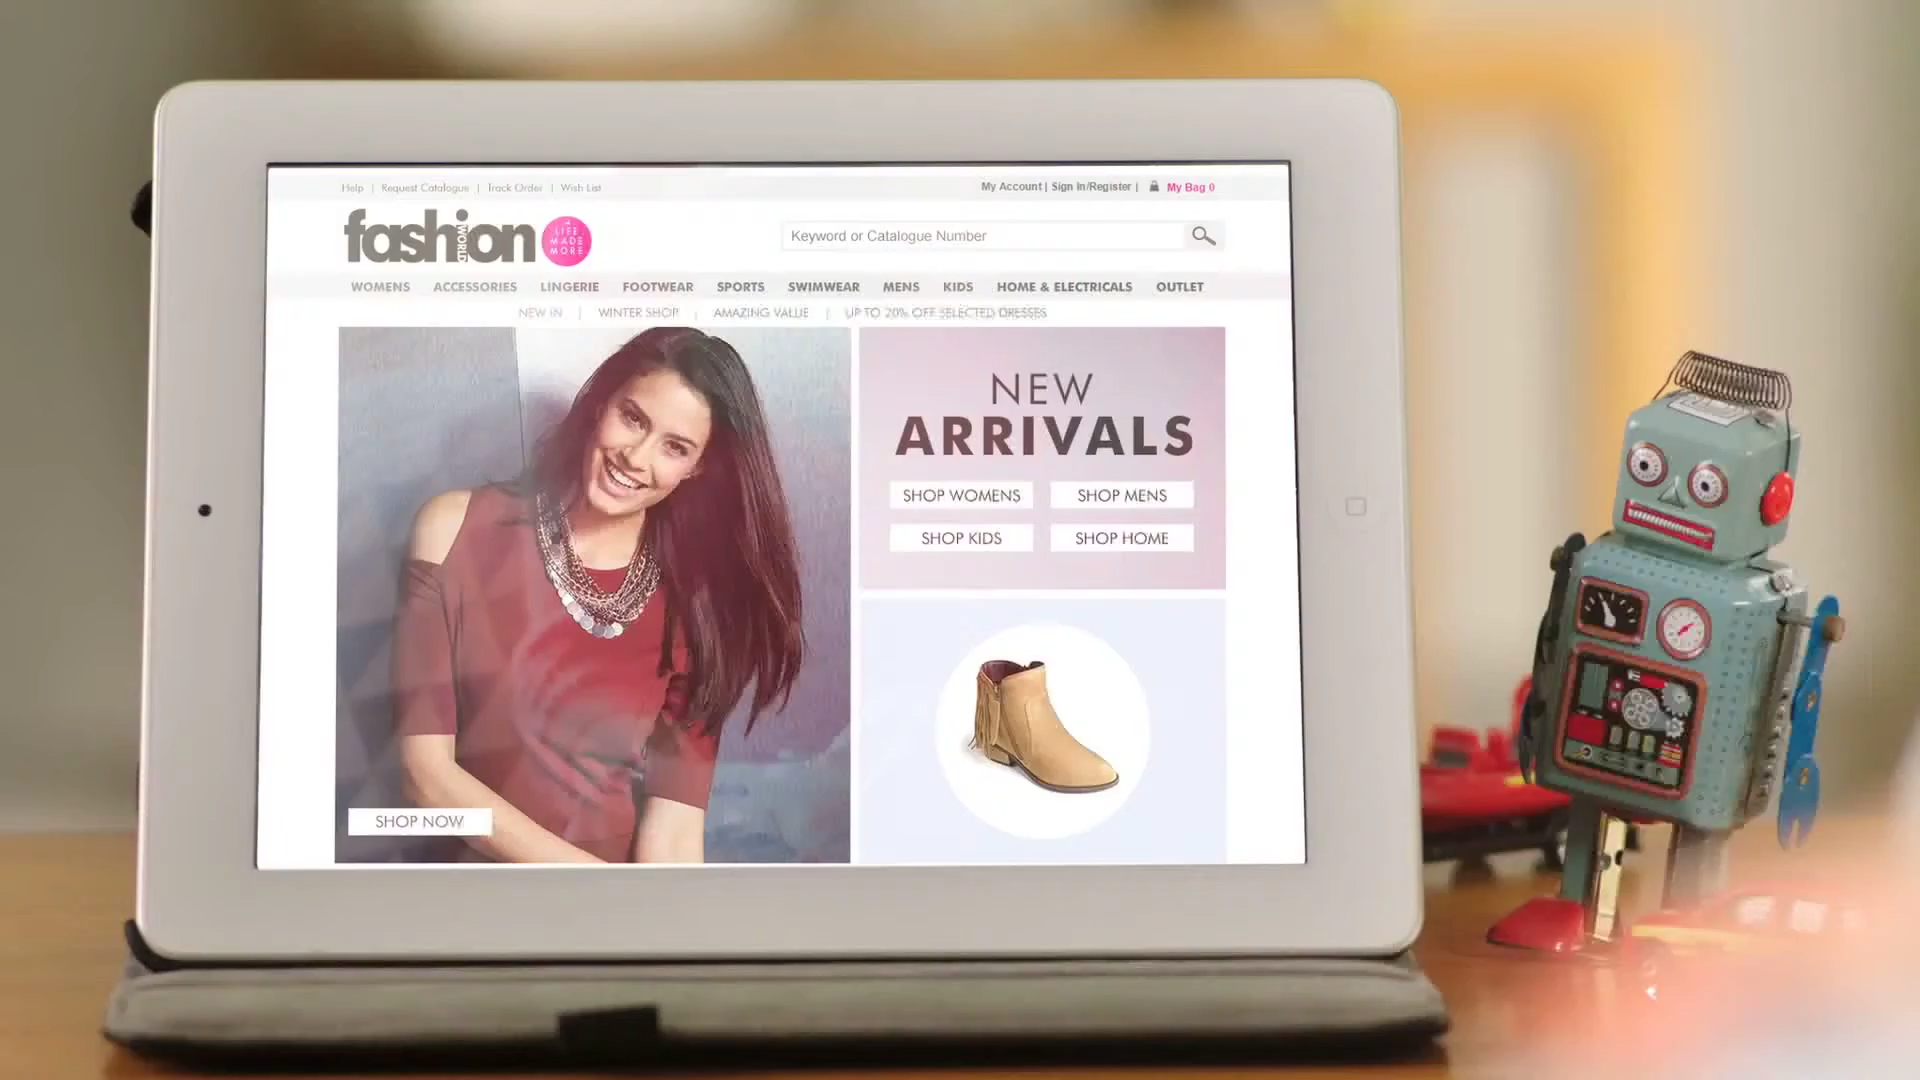 Help | Request Catalogue | Track Order | Wish List
My Account | Sign In/Register | My Bag 0
fashion WORLD
A LIFE MADE MORE
Keyword or Catalogue Number
WOMENS ACCESSORIES LINGERIE FOOTWEAR SPORTS SWIMWEAR MENS KIDS HOME & ELECTRICALS OUTLET
NEW IN | WINTER SHOP | AMAZING VALUE | UP TO 20% OFF SELECTED DRESSES
NEW
ARRIVALS
SHOP WOMENS SHOP MENS
SHOP KIDS SHOP HOME
SHOP NOW